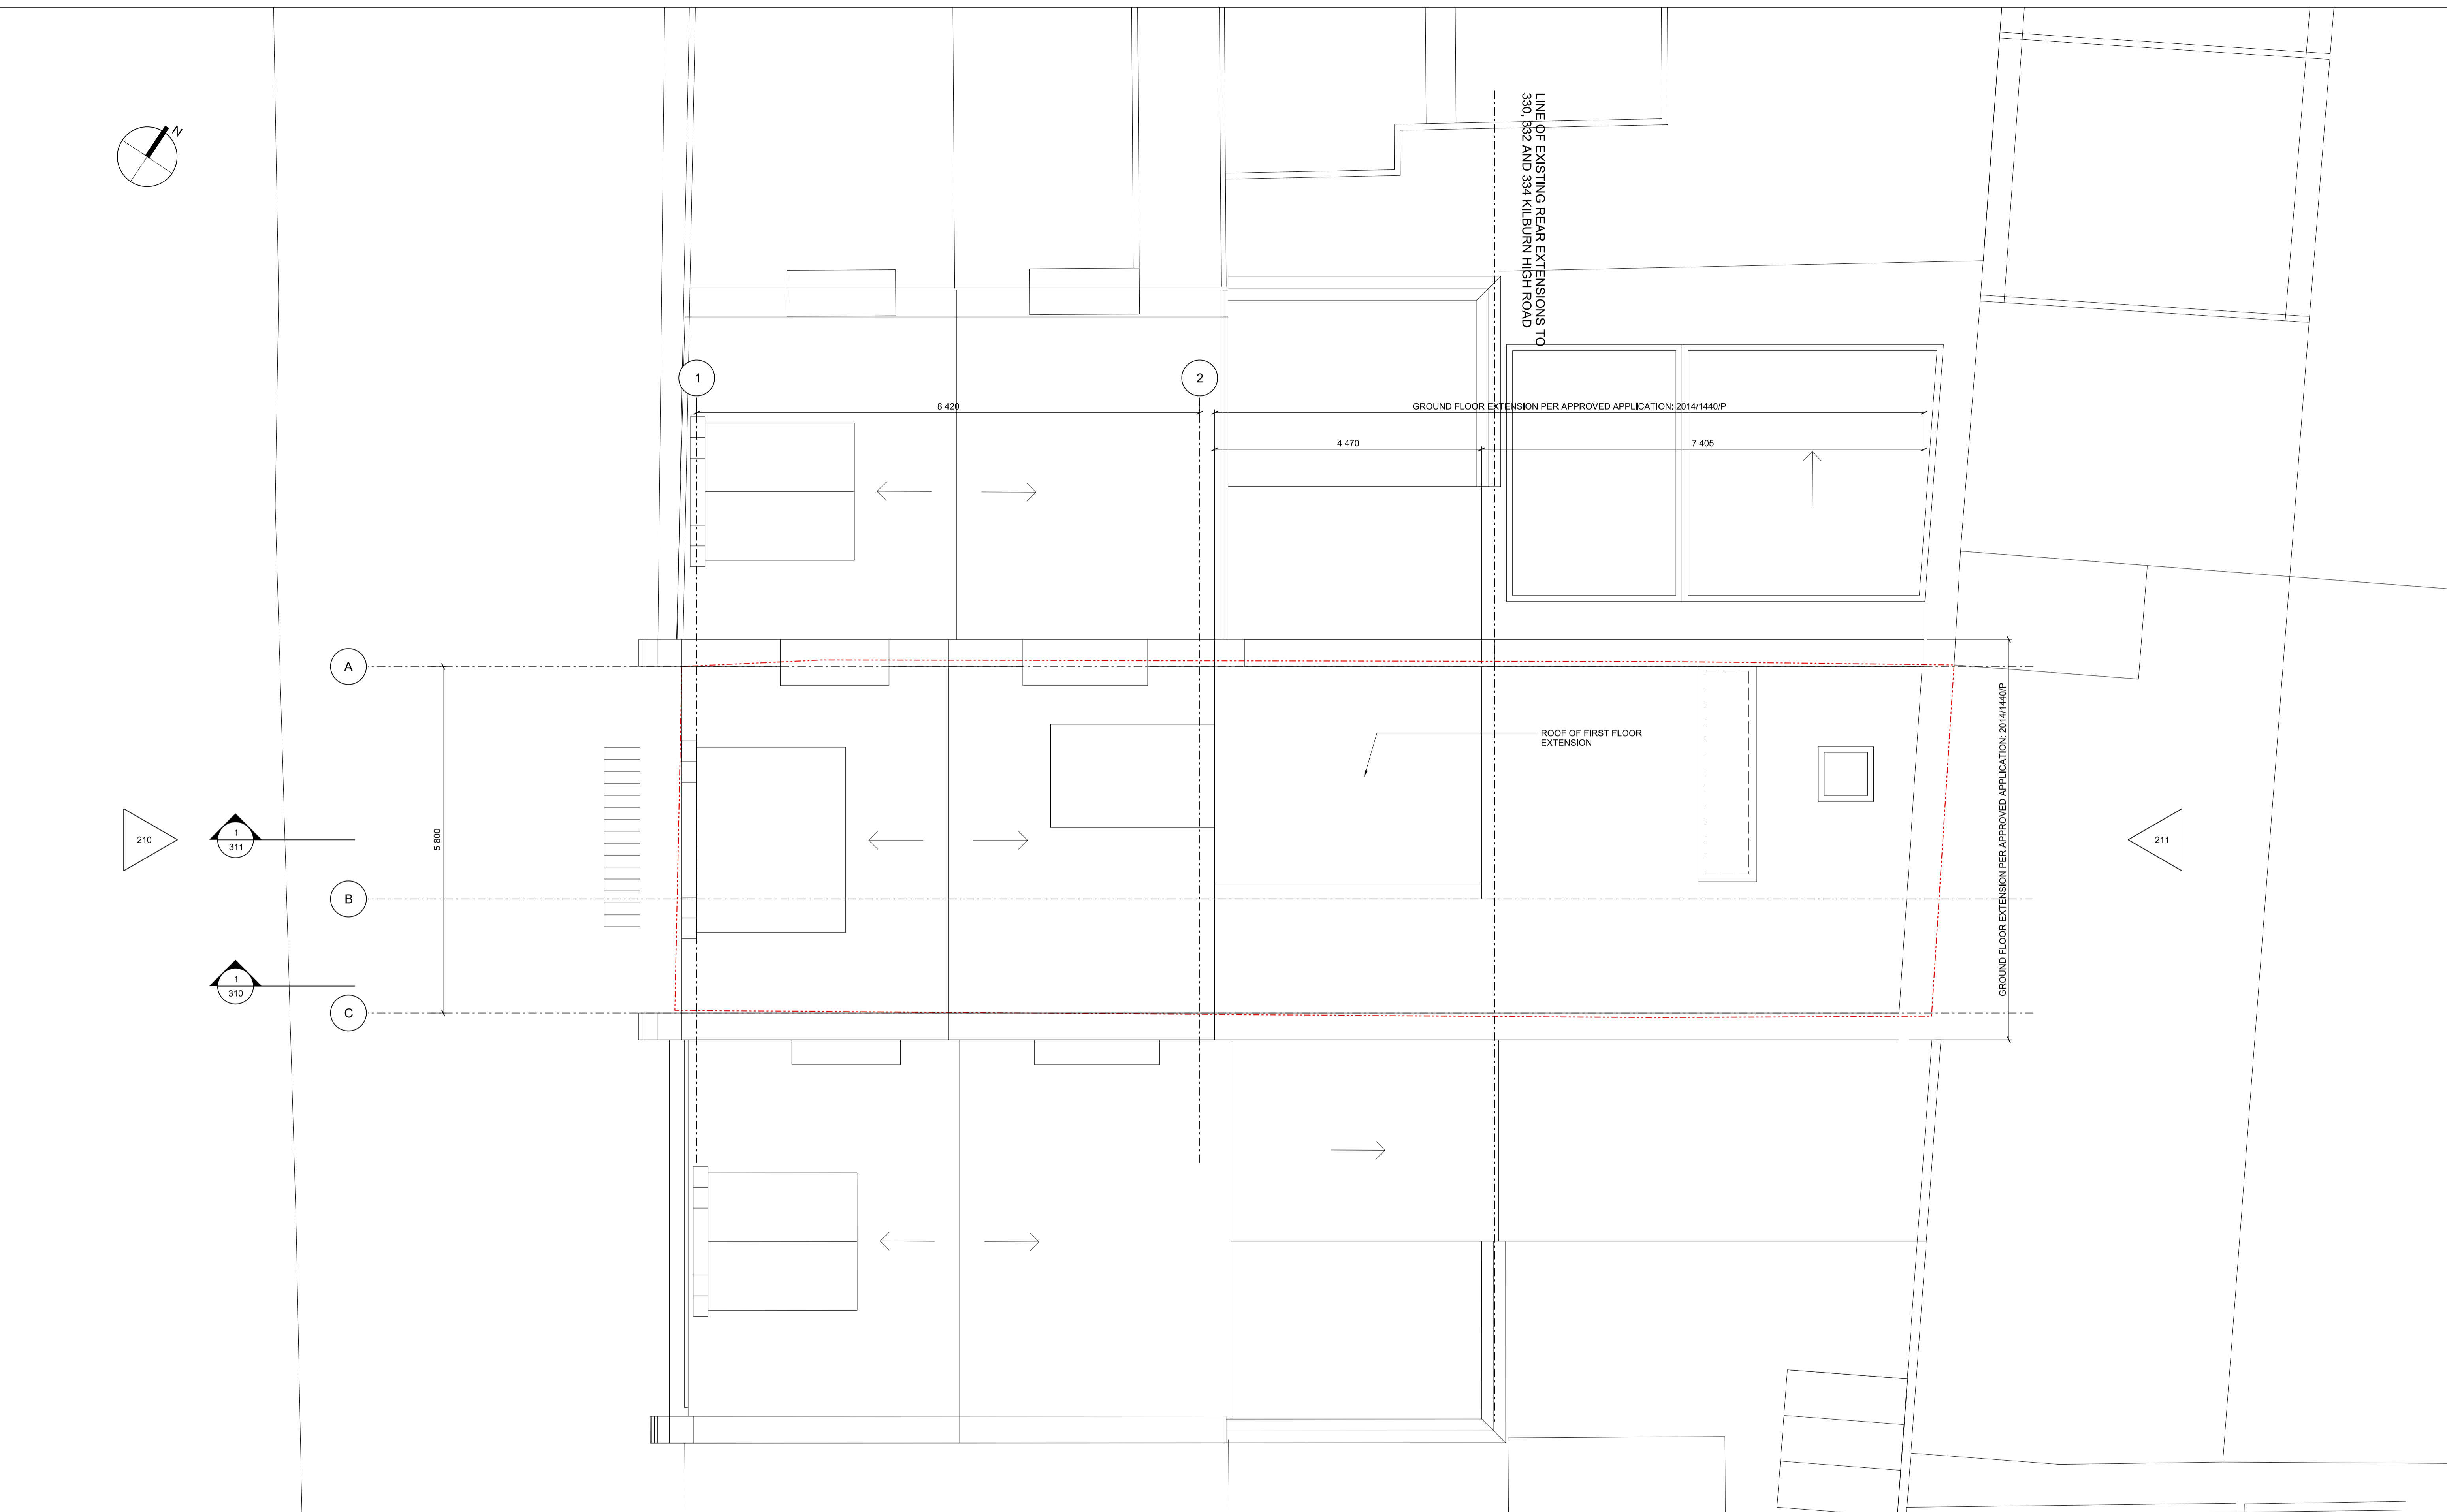 N
LINE OF EXISTING REAR EXTENSIONS TO
330, 332 AND 334 KILBURN HIGH ROAD
1
2
8 420
GROUND FLOOR EXTENSION PER APPROVED APPLICATION: 2014/1440/P
4 470
7 405
A
ROOF OF FIRST FLOOR
EXTENSION
GROUND FLOOR EXTENSION PER APPROVED APPLICATION: 2014/1440/P
210
1
311
5 800
211
B
1
310
C